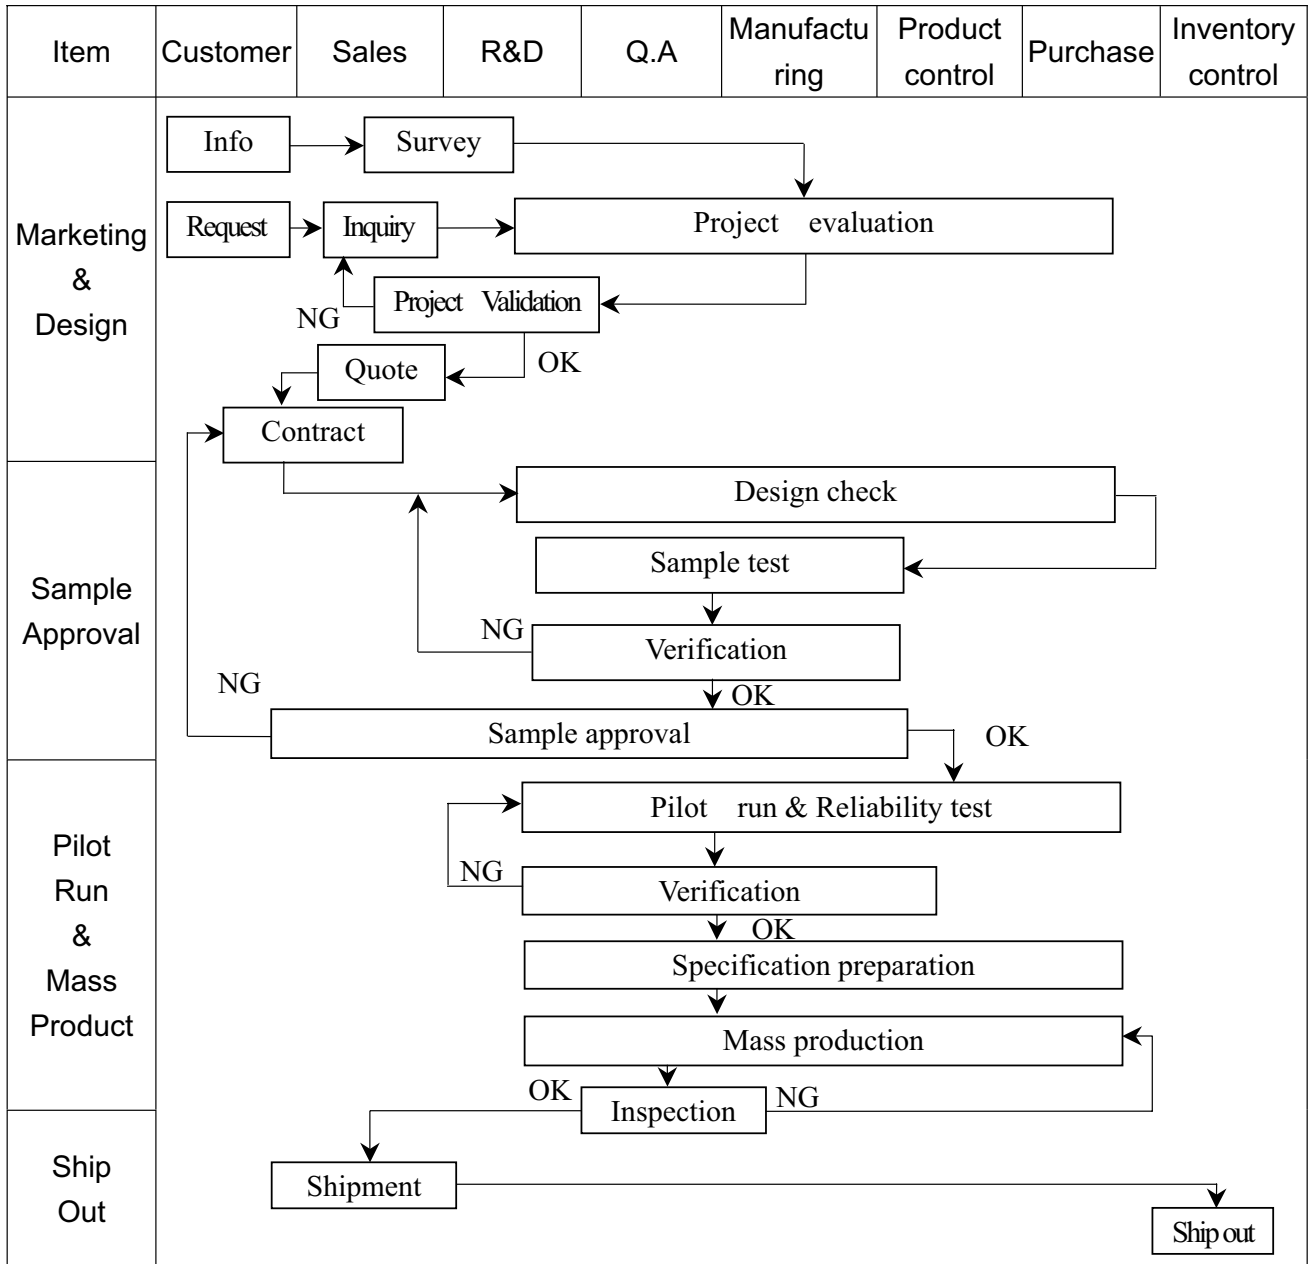 Item
Customer
Sales
R&D
Q.A
Manufactu
ring
Product
control
Purchase
Inventory
control
Marketing
&
Design
Info
Survey
Request
Inquiry
Project evaluation
Project Validation
NG
OK
Quote
Contract
Sample
Approval
Design check
Sample test
NG
Verification
OK
NG
Sample approval
OK
Pilot
Run
&
Mass
Product
Pilot run & Reliability test
NG
Verification
OK
Specification preparation
Mass production
OK
Inspection
NG
Ship
Out
Shipment
Ship out